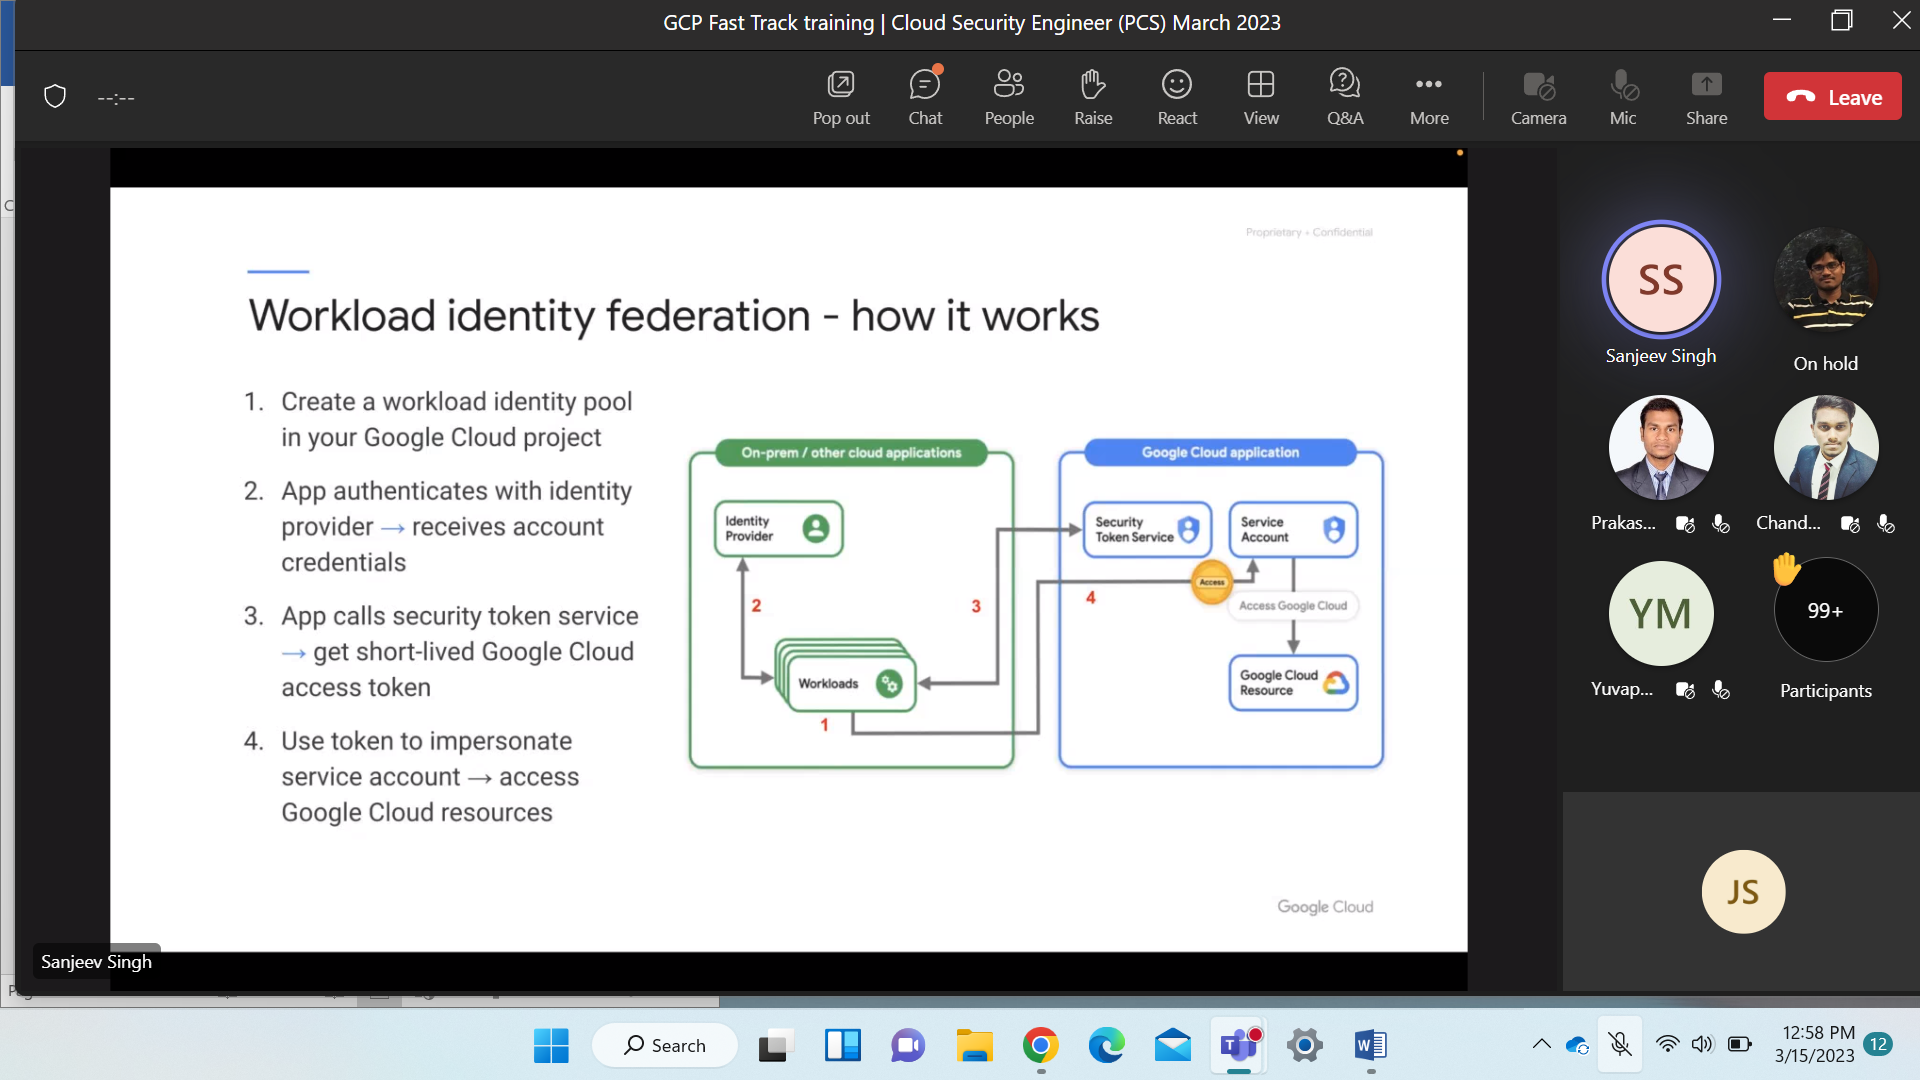 GCP Fast Track training | Cloud Security Engineer (PCS) March 2023
--:--
Pop out
Chat
People
Raise
React
View
Q&A
More
Camera
Mic
Share
Leave
Proprietary + Confidential
Workload identity federation - how it works
1. Create a workload identity pool
in your Google Cloud project
2. App authenticates with identity
provider → receives account
credentials
3. App calls security token service
→ get short-lived Google Cloud
access token
4. Use token to impersonate
service account → access
Google Cloud resources
On-prem / other cloud applications
Identity
Provider
2
3
Workloads
1
Google Cloud application
Security
Token Service
Service
Account
Access
4
Access Google Cloud
Google Cloud
Resource
Google Cloud
Sanjeev Singh
SS
Sanjeev Singh
On hold
Prakas...
Chand...
YM
Yuvap...
99+
Participants
JS
Search
12:58 PM
3/15/2023
12